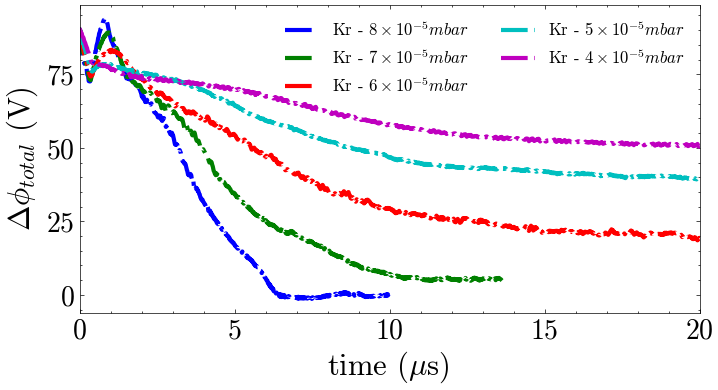 Kr - 8 × 10⁻⁵mbar
Kr - 7 × 10⁻⁵mbar
Kr - 6 × 10⁻⁵mbar
Kr - 5 × 10⁻⁵mbar
Kr - 4 × 10⁻⁵mbar
Δϕtotal (V)
75
50
25
0
0 5 10 15 20
time (μs)